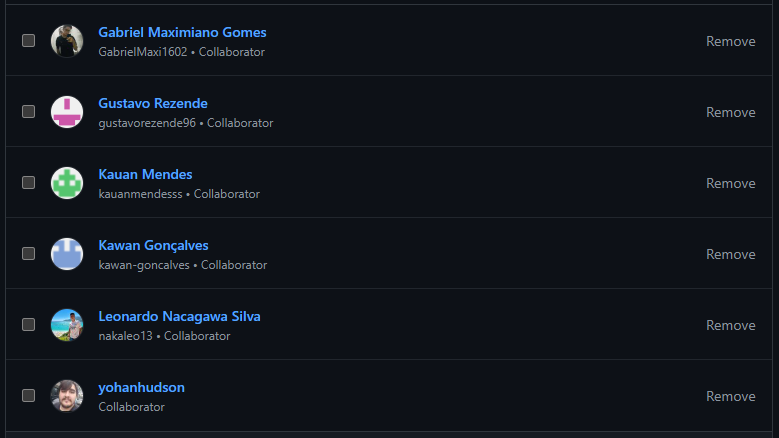 Gabriel Maximiano Gomes
GabrielMaxi1602 • Collaborator
Remove
Gustavo Rezende
gustavorezende96 • Collaborator
Remove
Kauan Mendes
kauanmendesss • Collaborator
Remove
Kawan Gonçalves
kawan-goncalves • Collaborator
Remove
Leonardo Nacagawa Silva
nakaleo13 • Collaborator
Remove
yohanhudson
Collaborator
Remove